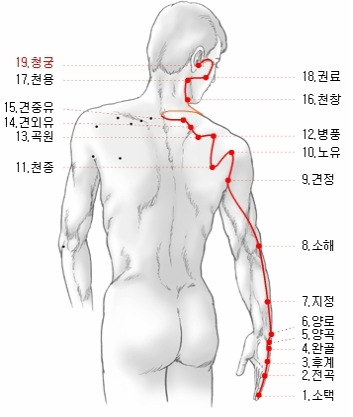 19.청궁
17.천용
18.권료
16.천창
15.견중유
14.견외유
13.곡원
12.병풍
10.노유
11.천종
9.견정
8.소해
7.지정
6.양로
5.양곡
4.완골
3.후계
2.전곡
1.소택